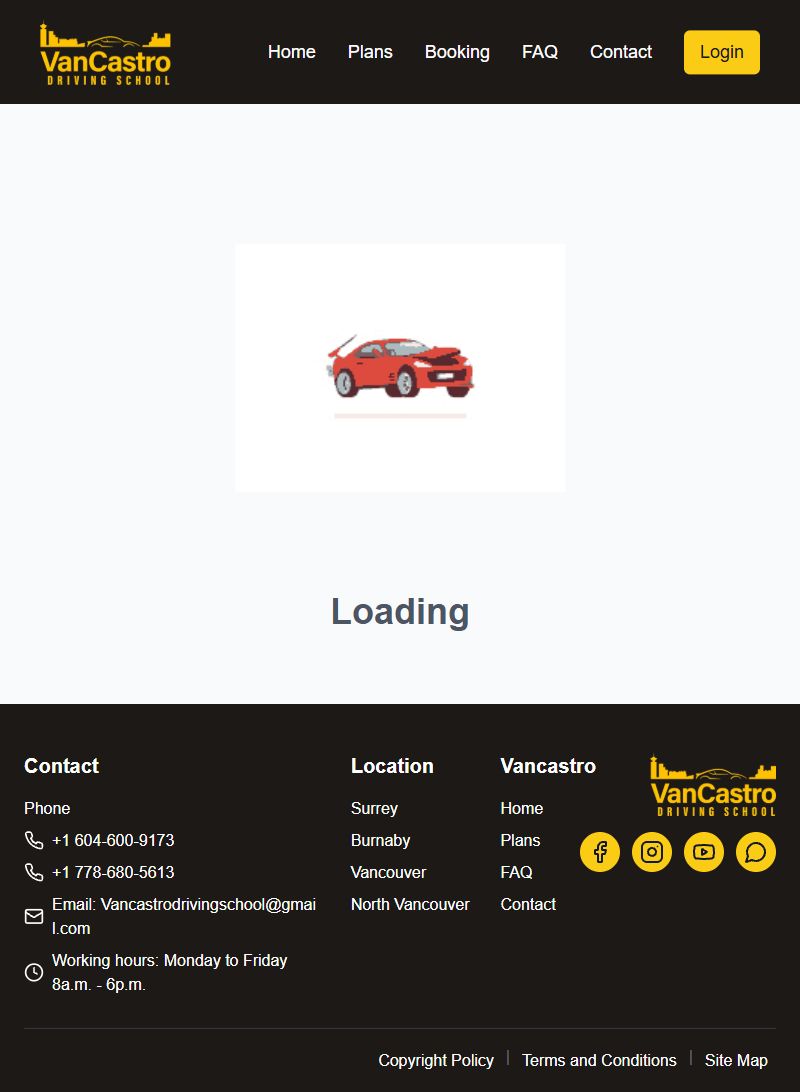 VanCastro
DRIVING SCHOOL
Home
Plans
Booking
FAQ
Contact
Login
Loading
Contact
Phone
+1 604-600-9173
+1 778-680-5613
Email: Vancastrodrivingschool@gmai
l.com
Working hours: Monday to Friday
8a.m. - 6p.m.
Location
Surrey
Burnaby
Vancouver
North Vancouver
Vancastro
Home
Plans
FAQ
Contact
VanCastro
DRIVING SCHOOL
Copyright Policy
Terms and Conditions
Site Map